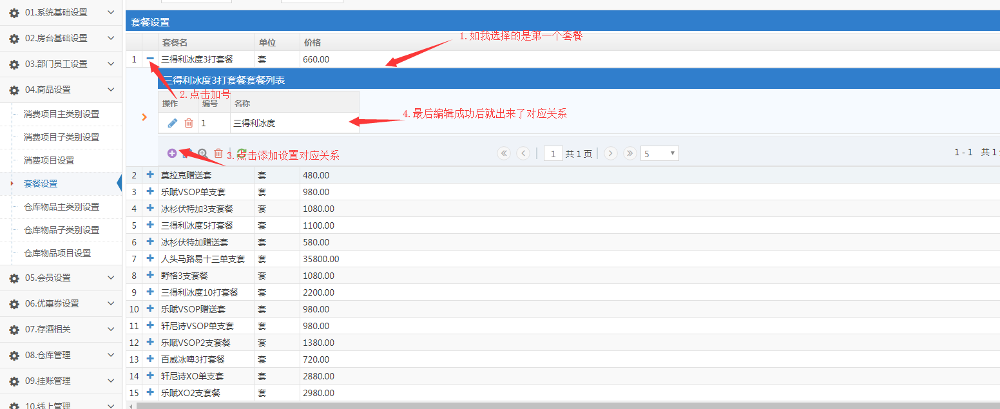 01.系统基础设置
02.房台基础设置
03.部门员工设置
04.商品设置
消费项目主类别设置
消费项目子类别设置
消费项目设置
套餐设置
仓库物品主类别设置
仓库物品子类别设置
仓库物品项目设置
05.会员设置
06.优惠券设置
07.存酒相关
08.仓库管理
09.挂账管理
10.线上管理
套餐设置
1.如我选择的是第一个套餐
套餐名 单位 价格
1 三得利冰度3打套餐 套 660.00
三得利冰度3打套餐套餐列表
2.点击加号
操作 编号 名称
4.最后编辑成功后就出来了对应关系
1 三得利冰度
3.点击添加设置对应关系
1 共 1 页 5 1 - 1 共 1
2 莫拉克赠送套 套 480.00
3 乐赋VSOP单支套 套 980.00
4 冰杉伏特加3支套餐 套 1080.00
5 三得利冰度5打套餐 套 1100.00
6 冰杉伏特加赠送套 套 580.00
7 人头马路易十三单支套 套 35800.00
8 野格3支套餐 套 1080.00
9 三得利冰度10打套餐 套 2200.00
10 乐赋VSOP赠送套 套 980.00
11 轩尼诗VSOP单支套 套 980.00
12 乐赋VSOP2支套餐 套 1380.00
13 百威冰啤3打套餐 套 720.00
14 轩尼诗XO单支套 套 2880.00
15 乐赋XO2支套餐 套 2980.00